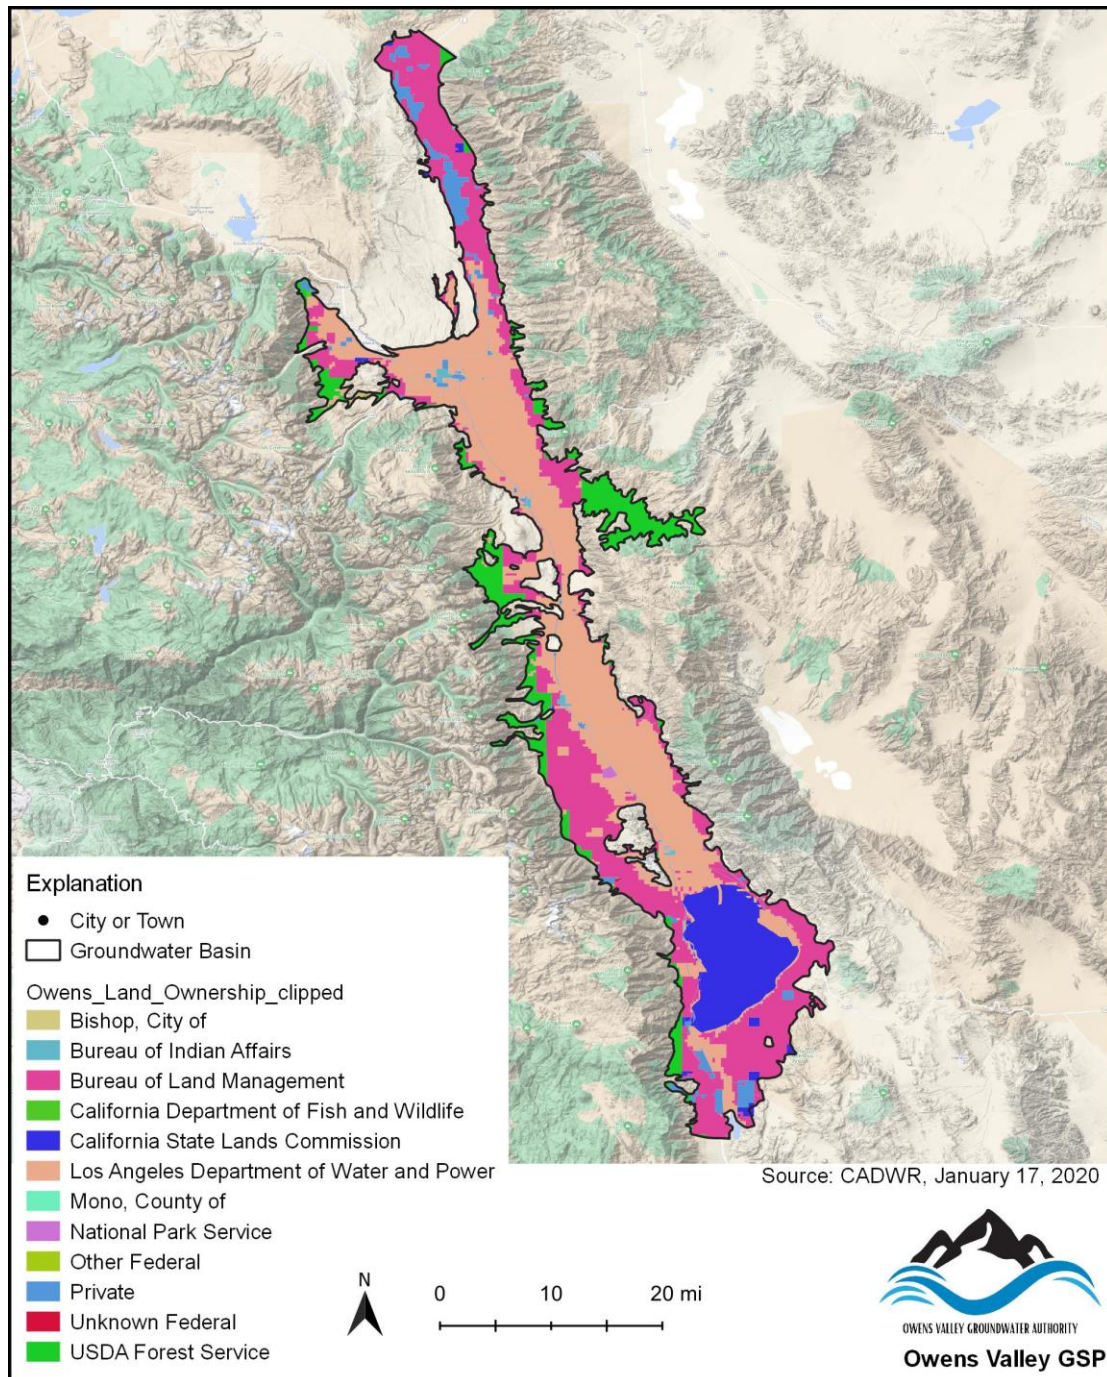 Explanation
City or Town
Groundwater Basin
Owens_Land_Ownership_clipped
Bishop, City of
Bureau of Indian Affairs
Bureau of Land Management
California Department of Fish and Wildlife
California State Lands Commission
Los Angeles Department of Water and Power
Mono, County of
National Park Service
Other Federal
Private
Unknown Federal
USDA Forest Service
N
0 10 20 mi
Source: CADWR, January 17, 2020
OWENS VALLEY GROUNDWATER AUTHORITY
Owens Valley GSP